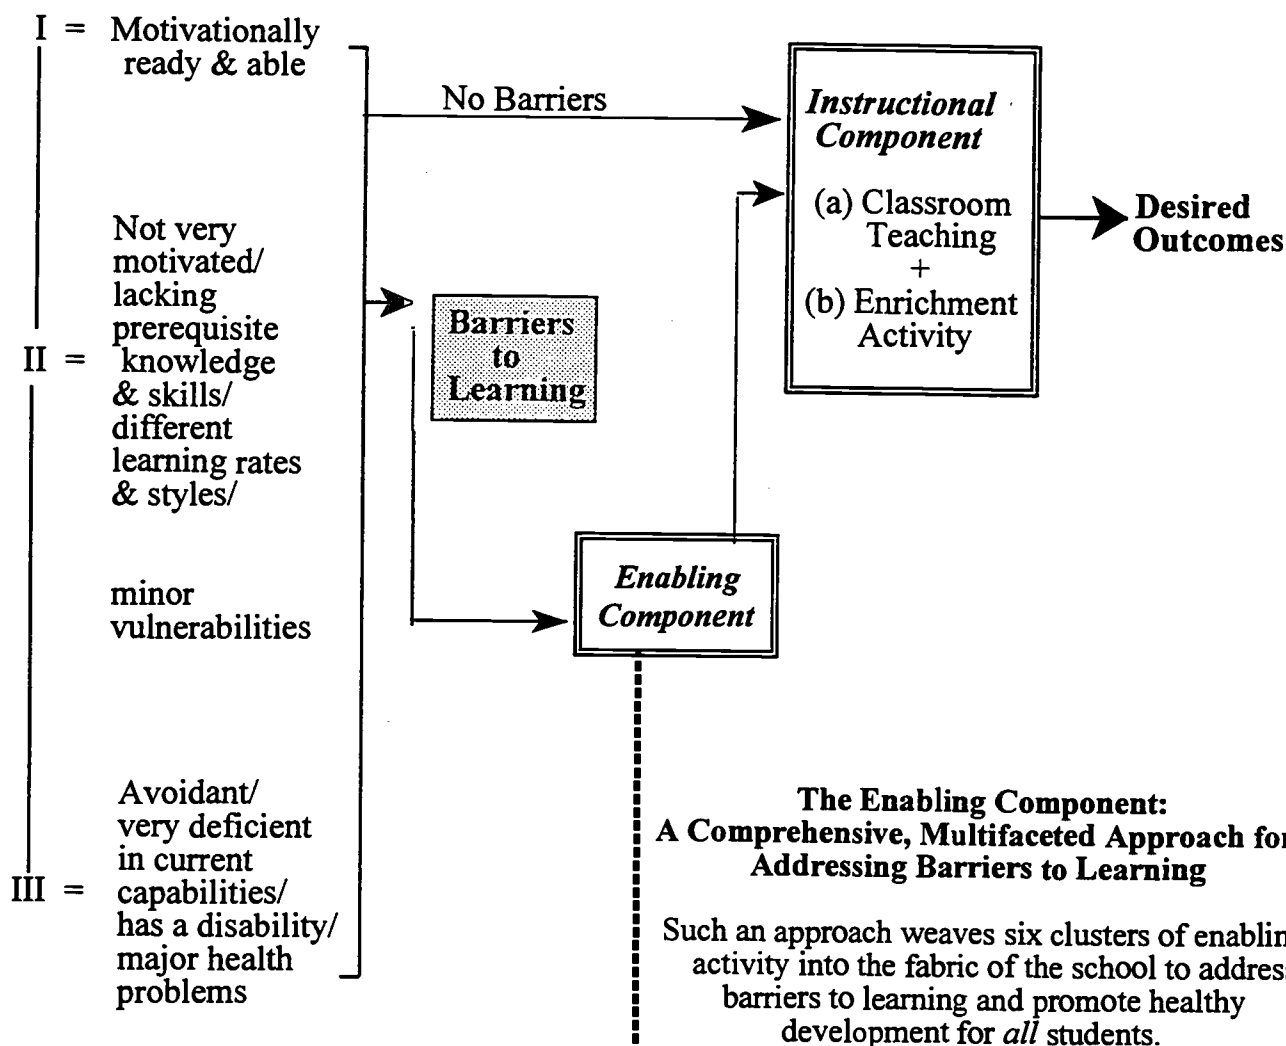 I = Motivationally
ready & able
No Barriers
Instructional
Component
(a) Classroom
Teaching
+
(b) Enrichment
Activity
Desired
Outcomes
Not very
motivated/
lacking
prerequisite
II = knowledge
& skills/
different
learning rates
& styles/
minor
vulnerabilities
Barriers
to
Learning
Enabling
Component
Avoidant/
very deficient
in current
III = capabilities/
has a disability/
major health
problems
The Enabling Component:
A Comprehensive, Multifaceted Approach for
Addressing Barriers to Learning
Such an approach weaves six clusters of enablin
activity into the fabric of the school to addres
barriers to learning and promote healthy
development for all students.